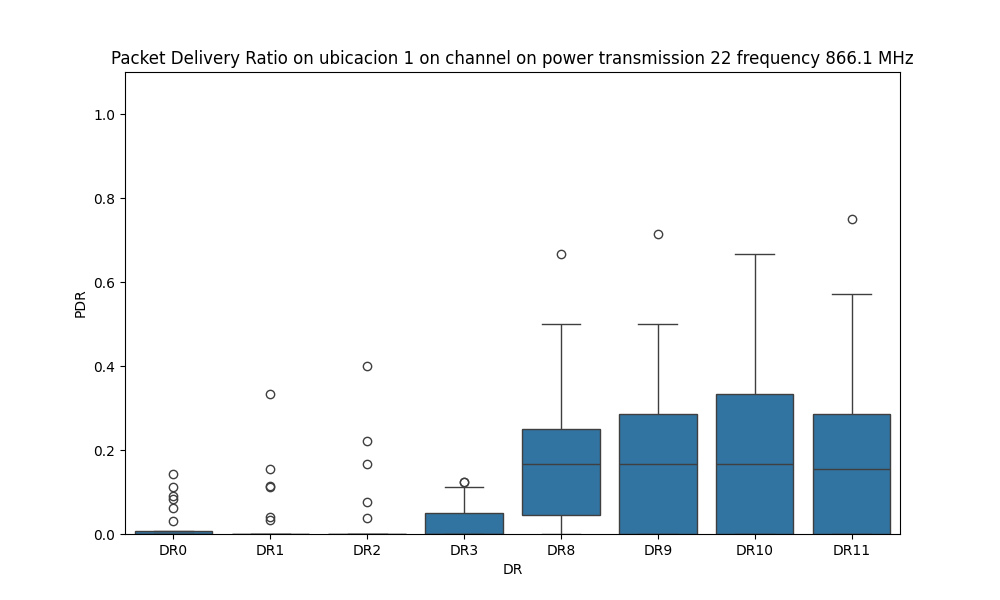 Packet Delivery Ratio on ubicacion 1 on channel on power transmission 22 frequency 866.1 MHz
1.0
0.8
0.6
0.4
0.2
0.0
PDR
DR0 DR1 DR2 DR3 DR8 DR9 DR10 DR11
DR